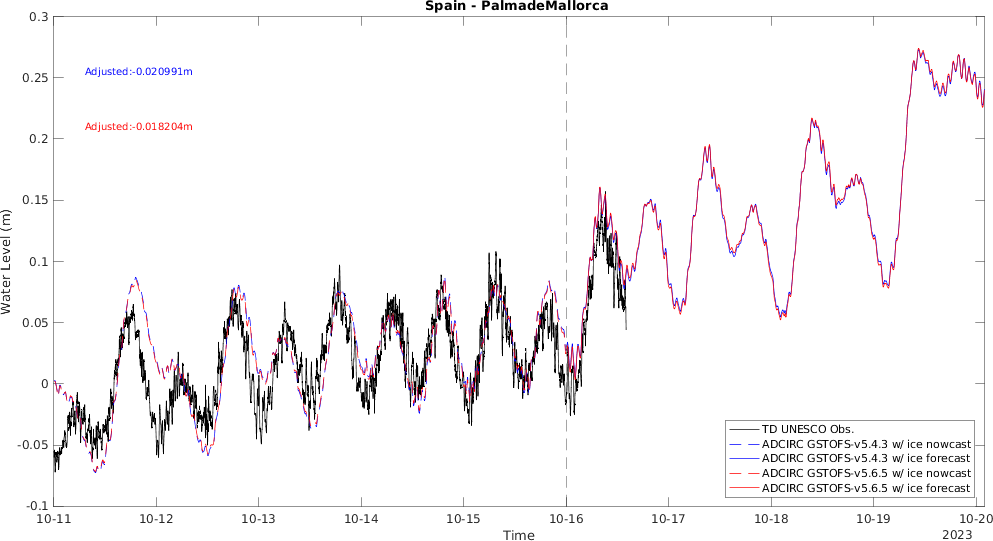 Spain - PalmadeMallorca
0.3
0.25
0.2
0.15
0.1
0.05
0
-0.05
-0.1
Water Level (m)
Adjusted:-0.020991m
Adjusted:-0.018204m
TD UNESCO Obs.
ADCIRC GSTOFS-v5.4.3 w/ ice nowcast
ADCIRC GSTOFS-v5.4.3 w/ ice forecast
ADCIRC GSTOFS-v5.6.5 w/ ice nowcast
ADCIRC GSTOFS-v5.6.5 w/ ice forecast
10-11 10-12 10-13 10-14 10-15 10-16 10-17 10-18 10-19 10-20
Time
2023